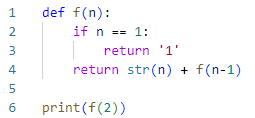 1 def f(n):
2     if n == 1:
3         return '1'
4     return str(n) + f(n-1)
5
6 print(f(2))